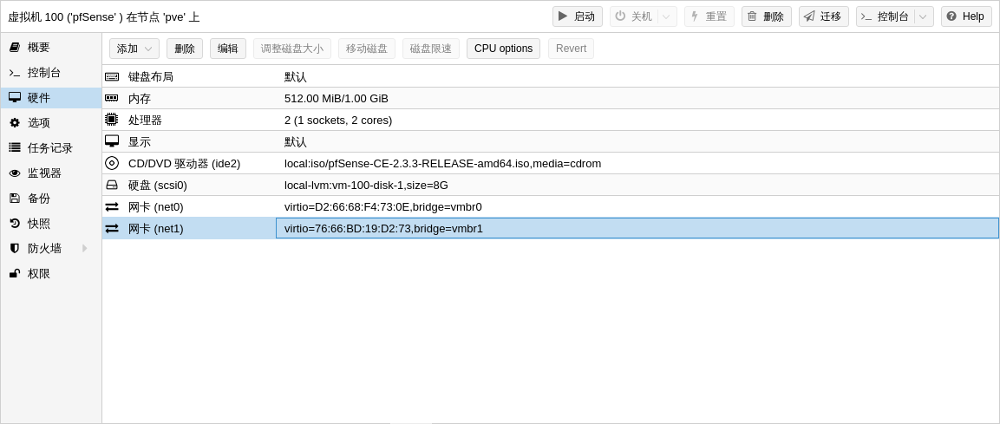 虚拟机 100 ('pfSense' ) 在节点 'pve' 上
启动
关机
重置
删除
迁移
控制台
Help
概要
控制台
硬件
选项
任务记录
监视器
备份
快照
防火墙
权限
添加
删除
编辑
调整磁盘大小
移动磁盘
磁盘限速
CPU options
Revert
键盘布局 默认
内存 512.00 MiB/1.00 GiB
处理器 2 (1 sockets, 2 cores)
显示 默认
CD/DVD 驱动器 (ide2) local:iso/pfSense-CE-2.3.3-RELEASE-amd64.iso,media=cdrom
硬盘 (scsi0) local-lvm:vm-100-disk-1,size=8G
网卡 (net0) virtio=D2:66:68:F4:73:0E,bridge=vmbr0
网卡 (net1) virtio=76:66:BD:19:D2:73,bridge=vmbr1